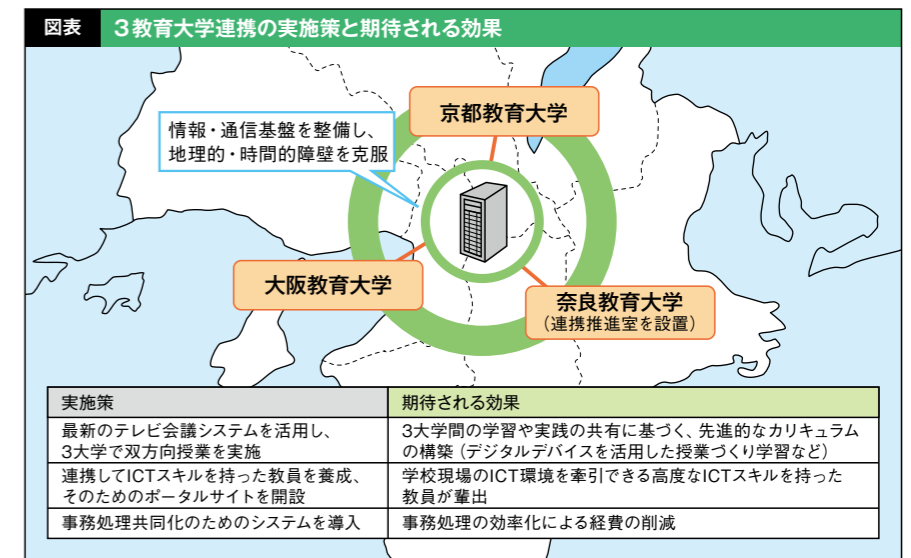 図表 3教育大学連携の実施策と期待される効果
京都教育大学
情報・通信基盤を整備し、
地理的・時間的障壁を克服
大阪教育大学
奈良教育大学
（連携推進室を設置）
実施策 期待される効果
最新のテレビ会議システムを活用し、
3大学で双方向授業を実施
3大学間の学習や実践の共有に基づく、先進的なカリキュラム
の構築（デジタルデバイスを活用した授業づくり学習など）
連携してICTスキルを持った教員を養成、
そのためのポータルサイトを開設
学校現場のICT環境を牽引できる高度なICTスキルを持った
教員が輩出
事務処理共同化のためのシステムを導入
事務処理の効率化による経費の削減